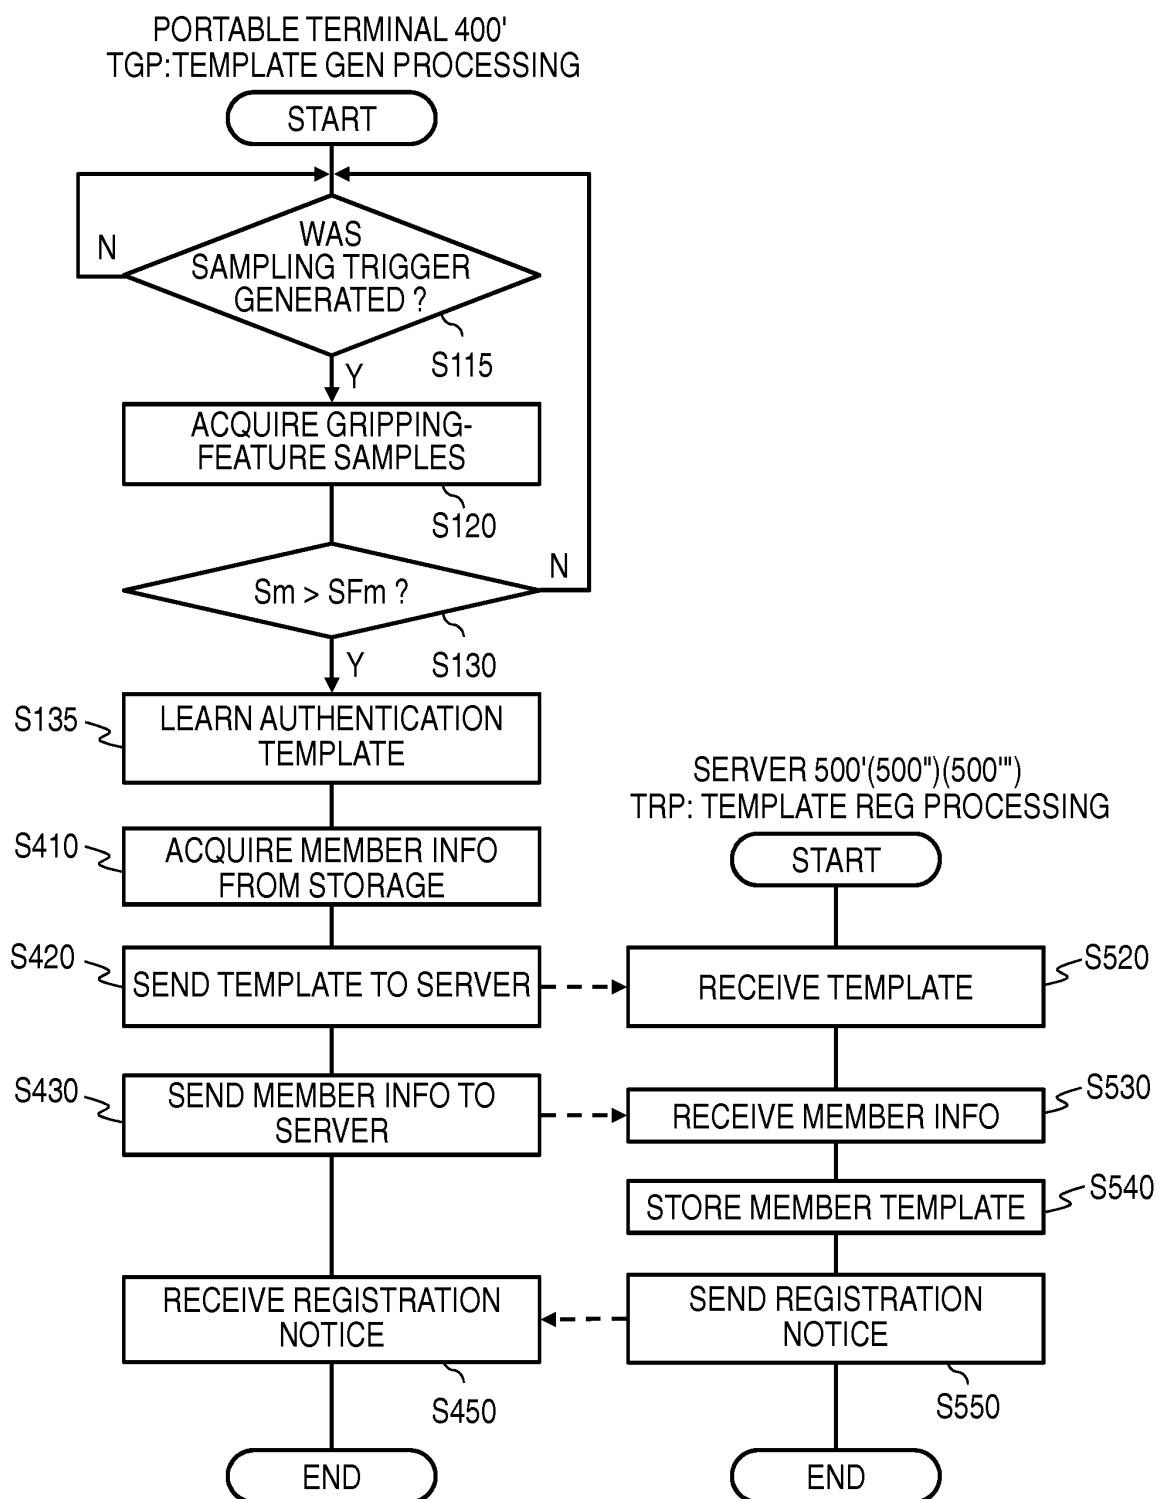 PORTABLE TERMINAL 400'
TGP:TEMPLATE GEN PROCESSING
START
WAS
SAMPLING TRIGGER
GENERATED ?
N
S115
Y
ACQUIRE GRIPPING-
FEATURE SAMPLES
S120
Sm > SFm ?
N
S130
Y
S135
LEARN AUTHENTICATION
TEMPLATE
S410
ACQUIRE MEMBER INFO
FROM STORAGE
S420
SEND TEMPLATE TO SERVER
S430
SEND MEMBER INFO TO
SERVER
RECEIVE REGISTRATION
NOTICE
S450
END
SERVER 500'(500")(500"')
TRP: TEMPLATE REG PROCESSING
START
RECEIVE TEMPLATE
S520
RECEIVE MEMBER INFO
S530
STORE MEMBER TEMPLATE
S540
SEND REGISTRATION
NOTICE
S550
END